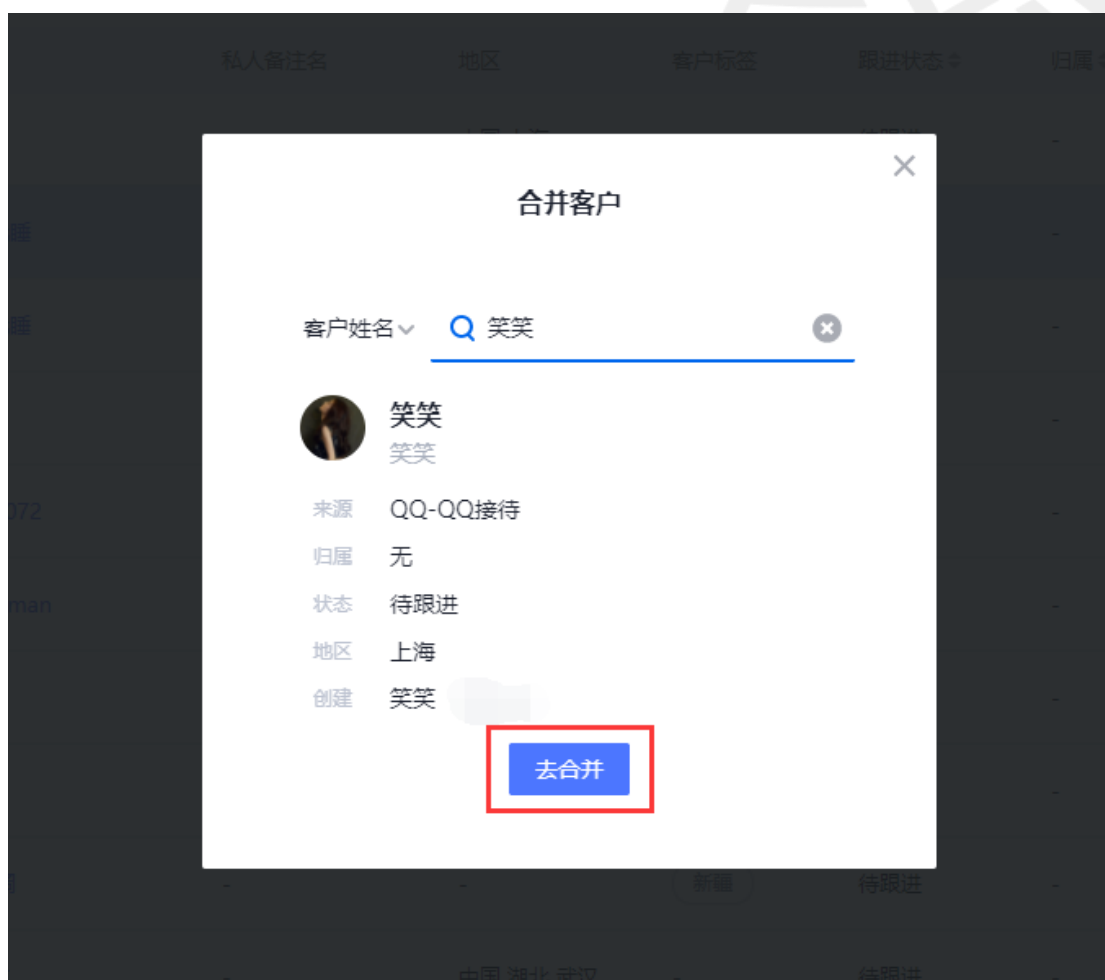 私人备注名 地区 客户标签 跟进状态 归属
合并客户
客户姓名 笑笑
笑笑
笑笑
来源 QQ-QQ接待
归属 无
状态 待跟进
地区 上海
创建 笑笑
去合并
072
man
- - 新疆 待跟进 -
- 中国 湖北 武汉 - 待跟进 -